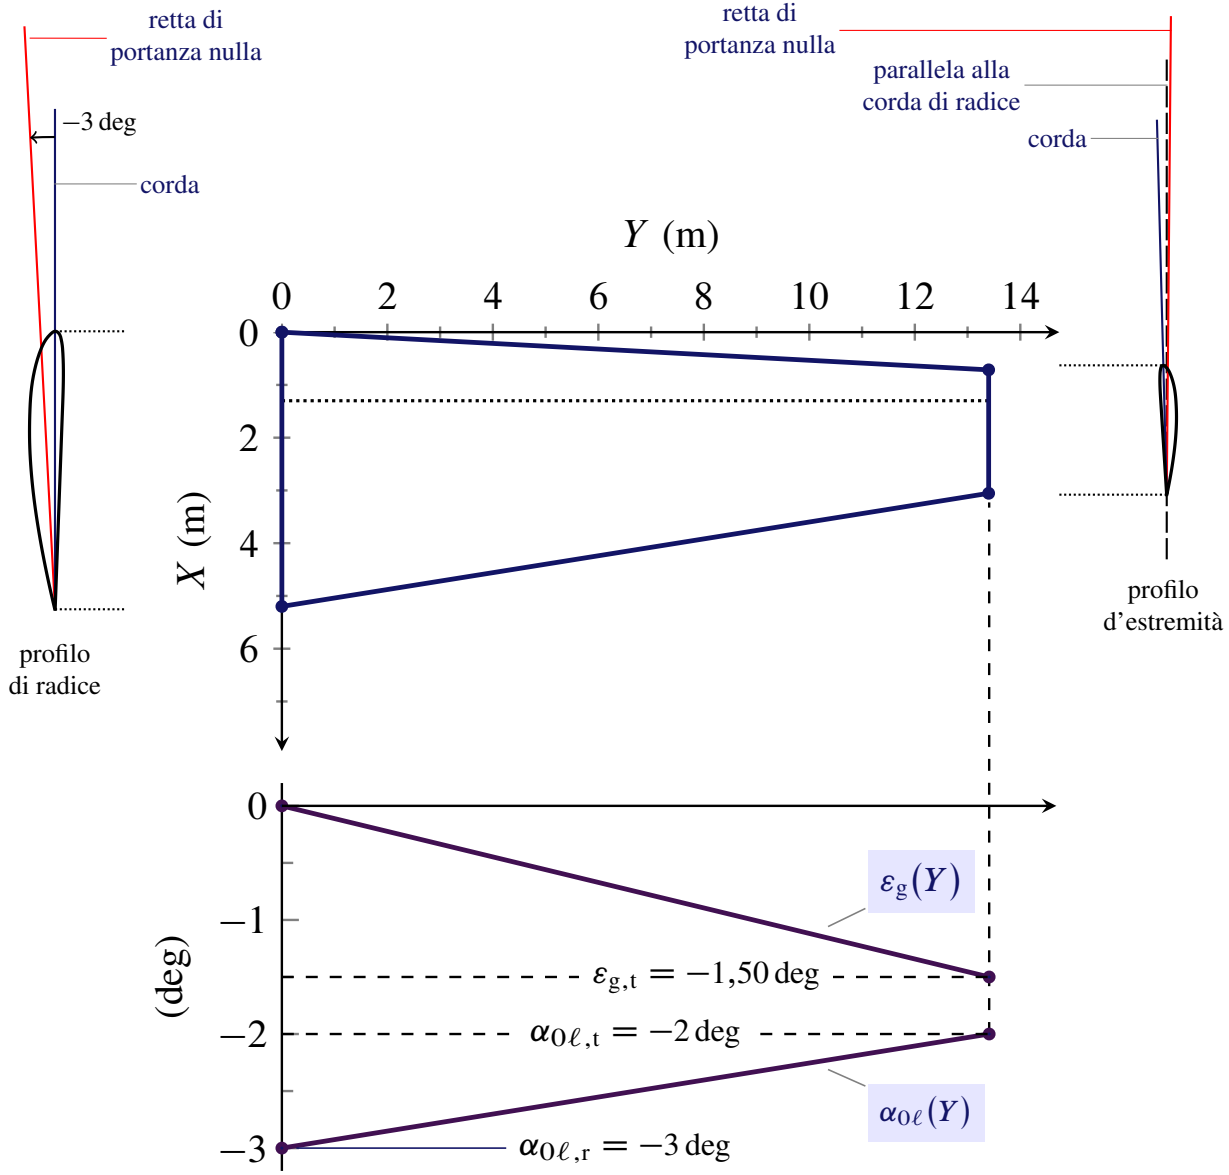 retta di
portanza nulla
−3 deg
corda
profilo
di radice
retta di
portanza nulla
parallela alla
corda di radice
corda
profilo
d'estremità
Y (m)
0 2 4 6 8 10 12 14
X (m)
0
2
4
6
(deg)
0
−1
−2
−3
εg(Y)
εg,t = −1,50 deg
α0ℓ,t = −2 deg
α0ℓ(Y)
α0ℓ,r = −3 deg